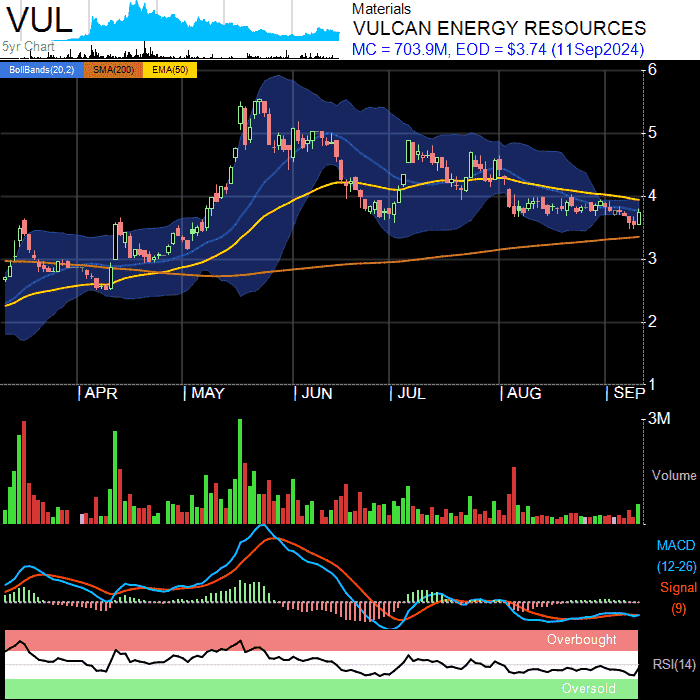 VUL
5yr Chart
Materials
VULCAN ENERGY RESOURCES
MC = 703.9M, EOD = $3.74 (11Sep2024)
BollBands(20,2) SMA(200) EMA(50)
6
5
4
3
2
1
APR MAY JUN JUL AUG SEP
3M
Volume
MACD
(12-26)
Signal
(9)
Overbought
RSI(14)
Oversold